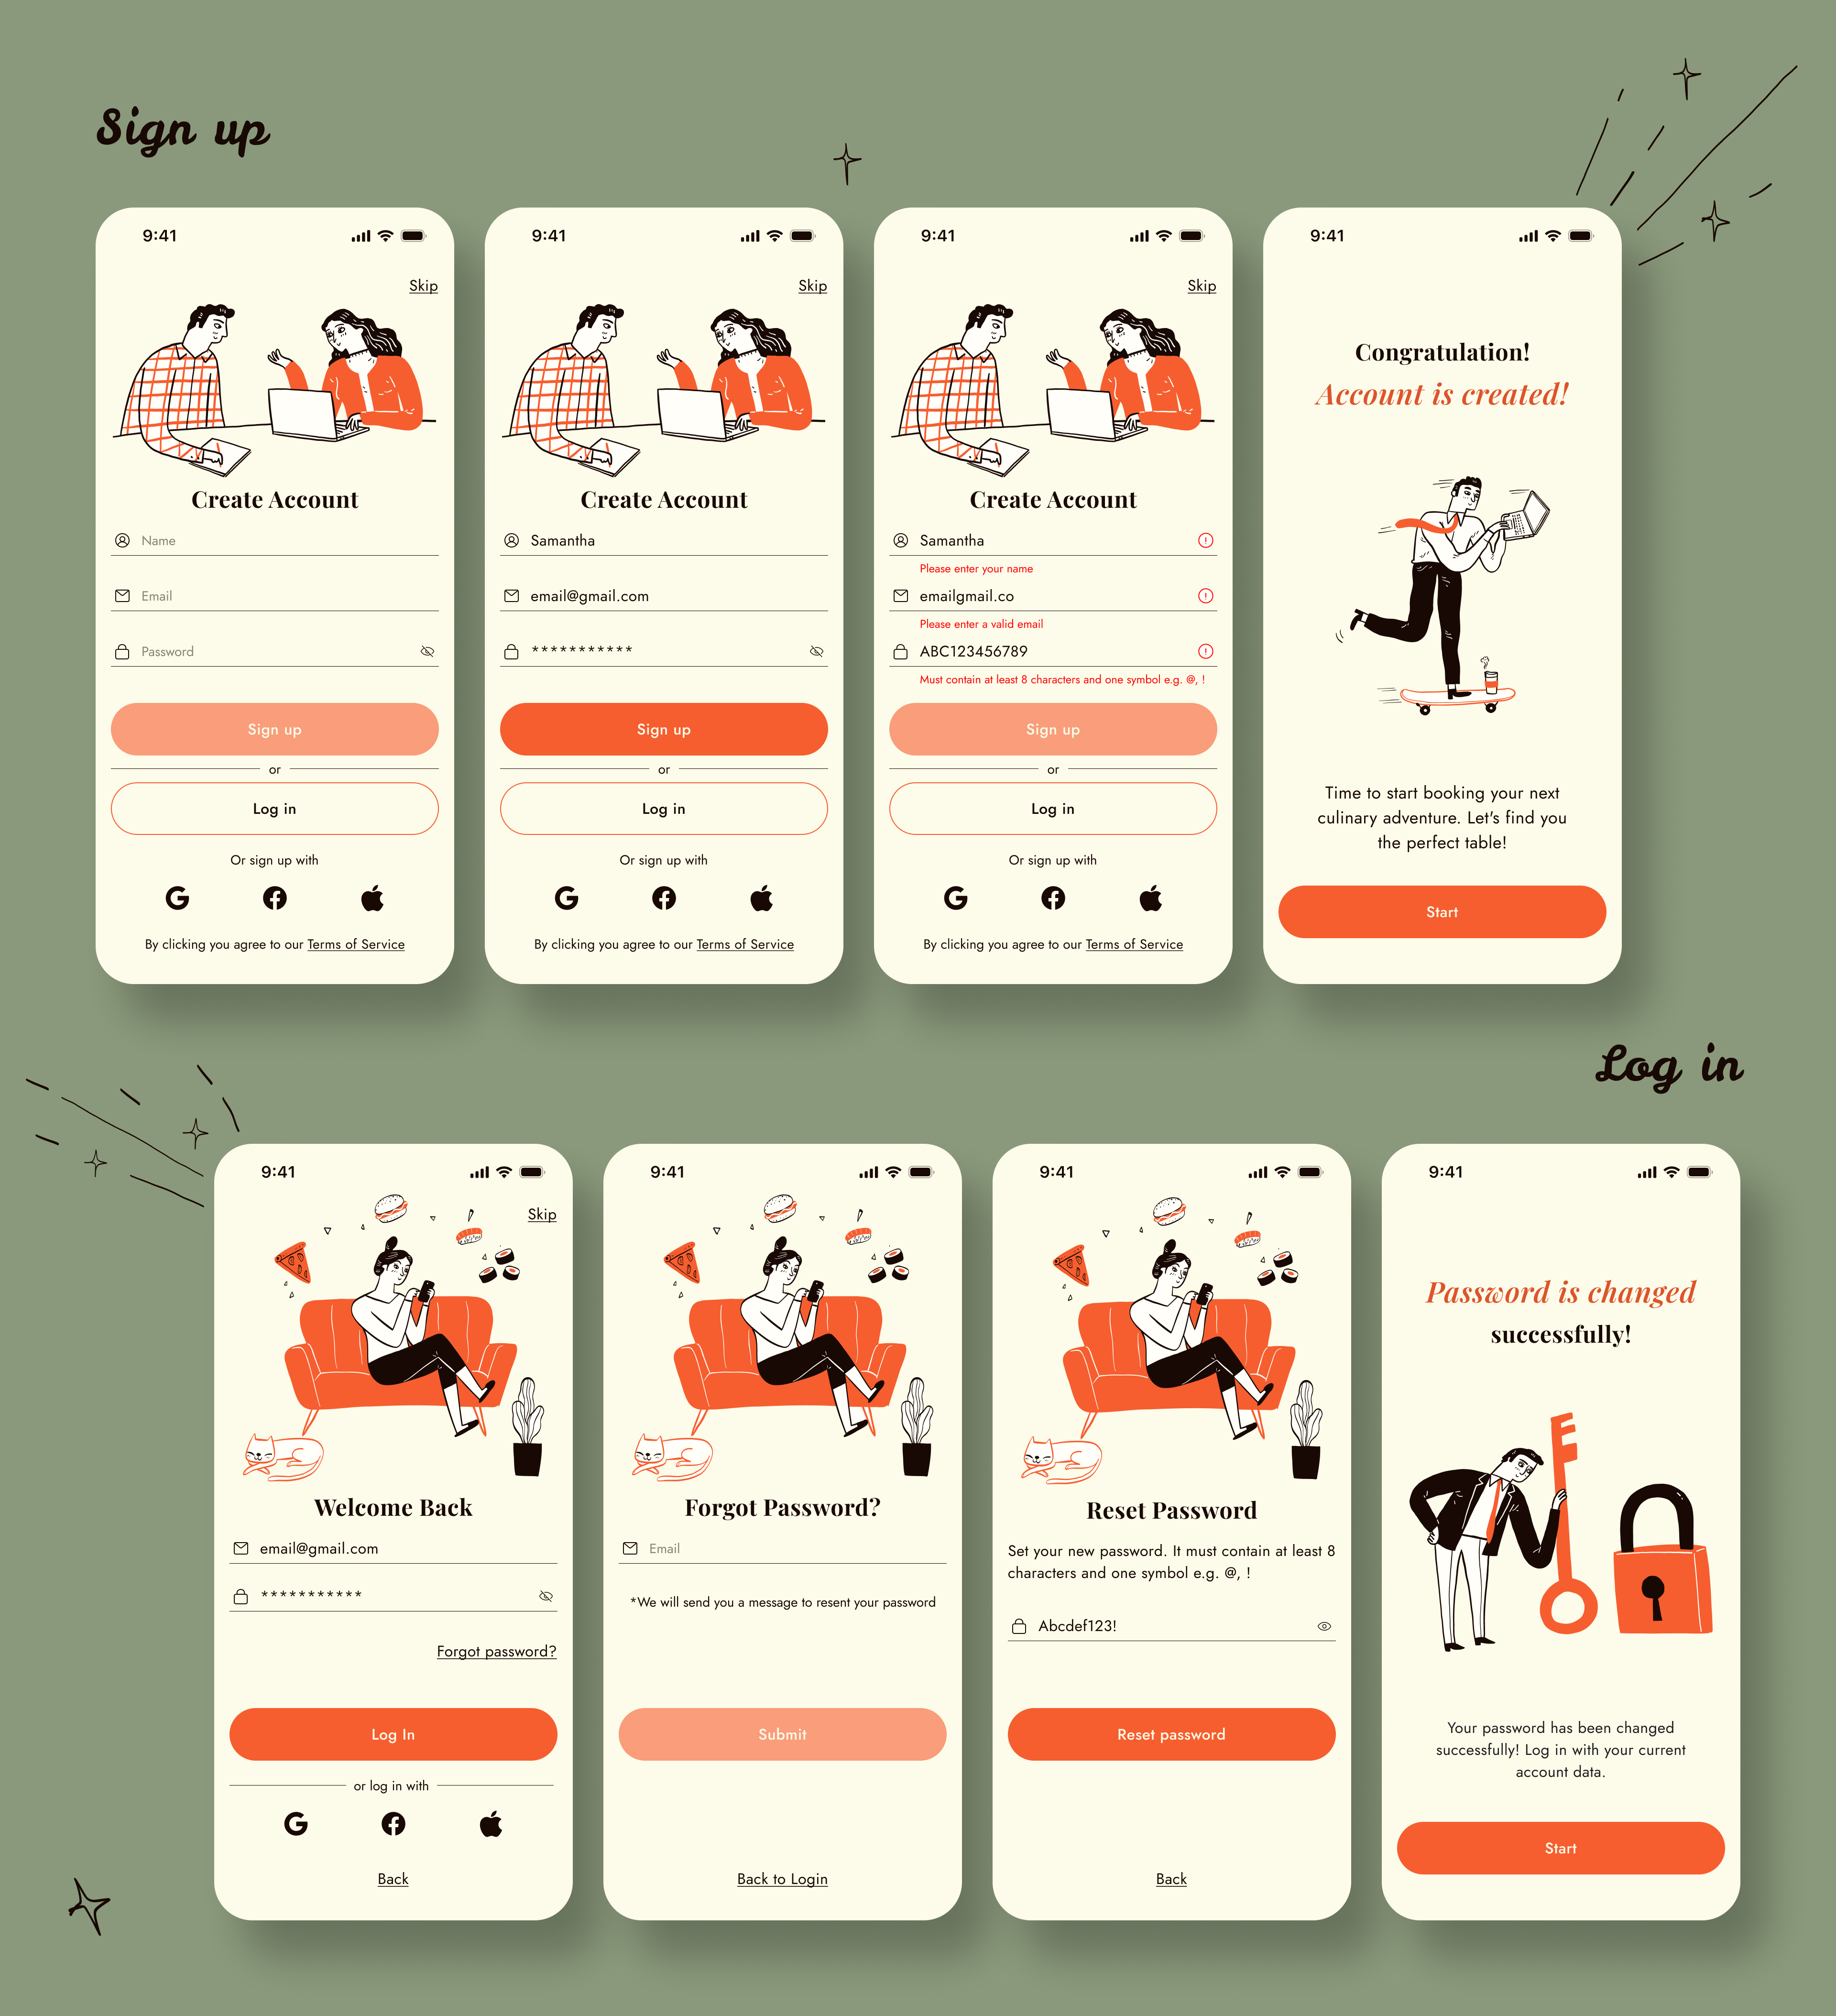 Sign up
9:41
Skip
Create Account
Name
Email
Password
Sign up
or
Log in
Or sign up with
By clicking you agree to our Terms of Service
9:41
Skip
Create Account
Samantha
email@gmail.com
***********
Sign up
or
Log in
Or sign up with
By clicking you agree to our Terms of Service
9:41
Skip
Create Account
Samantha
Please enter your name
emailgmail.co
Please enter a valid email
ABC123456789
Must contain at least 8 characters and one symbol e.g. @, !
Sign up
or
Log in
Or sign up with
By clicking you agree to our Terms of Service
9:41
Congratulation!
Account is created!
Time to start booking your next
culinary adventure. Let's find you
the perfect table!
Start
Log in
9:41
Skip
Welcome Back
email@gmail.com
***********
Forgot password?
Log In
or log in with
Back
9:41
Forgot Password?
Email
*We will send you a message to resent your password
Submit
Back to Login
9:41
Reset Password
Set your new password. It must contain at least 8
characters and one symbol e.g. @, !
Abcdef123!
Reset password
Back
9:41
Password is changed
successfully!
Your password has been changed
successfully! Log in with your current
account data.
Start